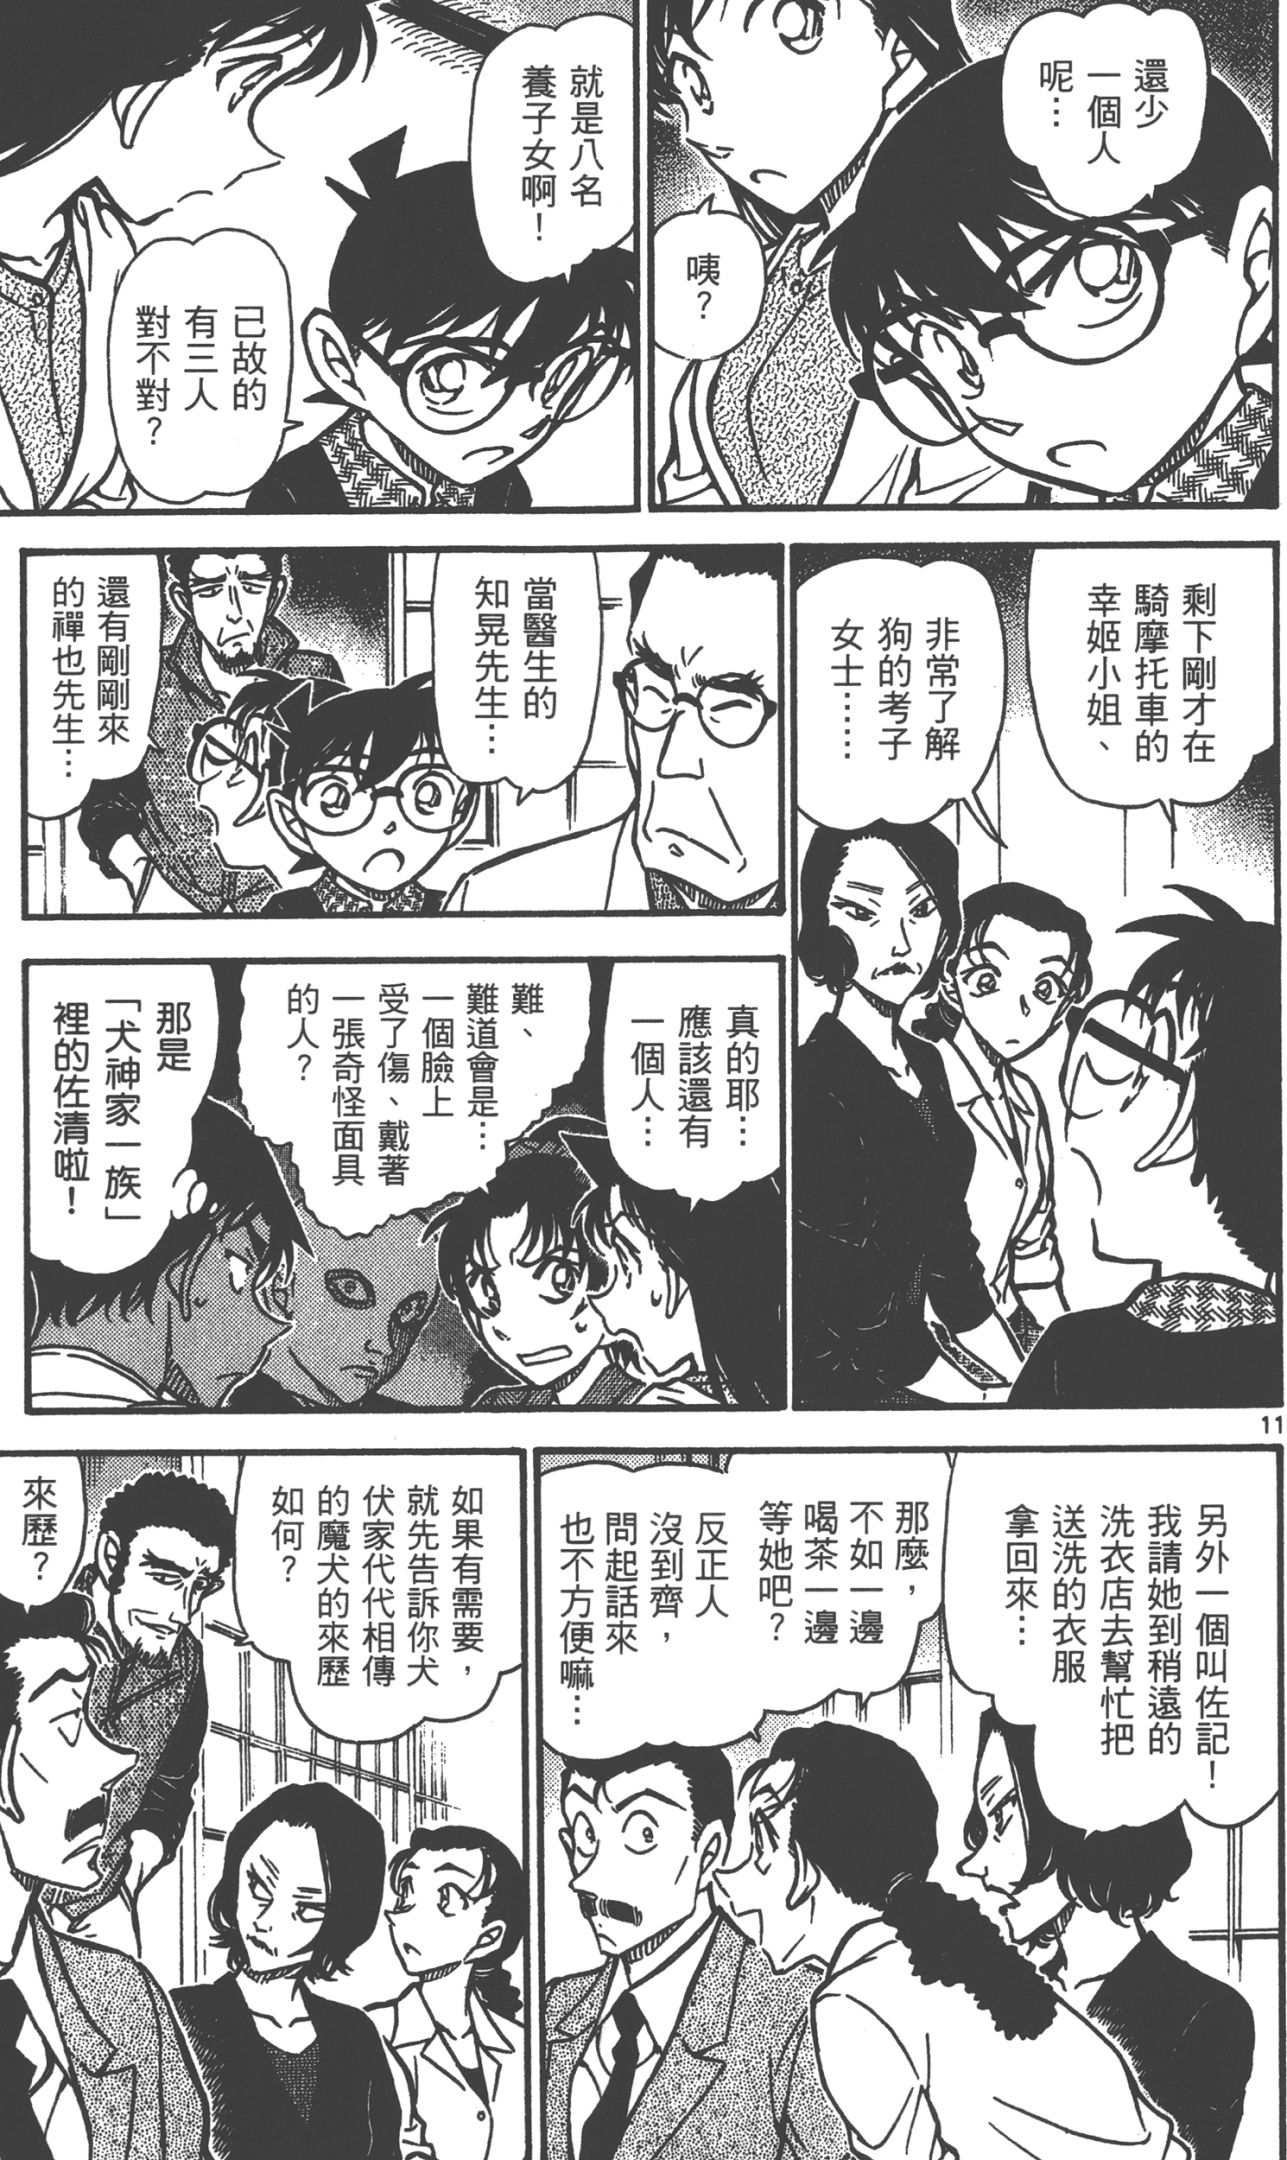 還少
一個人
呢…
咦？
就是八名
養子女啊！
已故的
有三人
對不對？
剩下剛才在
騎摩托車的
幸姬小姐、
非常了解
狗的考子
女士……
當醫生的
知晃先生…
還有剛剛來
的禪也先生…
真的耶…
應該還有
一個人…
難、
難道會是…
一個臉上
受了傷、戴著
一張奇怪面具
的人？
那是
「犬神家一族」
裡的佐清啦！
11
另外一個叫佐記！
我請她到稍遠的
洗衣店去幫忙把
送洗的衣服
拿回來…
那麼，
不如一邊
喝茶一邊
等她吧？
反正人
沒到齊，
問起話來
也不方便嘛…
如果有需要，
就先告訴你犬
伏家代代相傳
的魔犬的來歷
如何？
來歷？